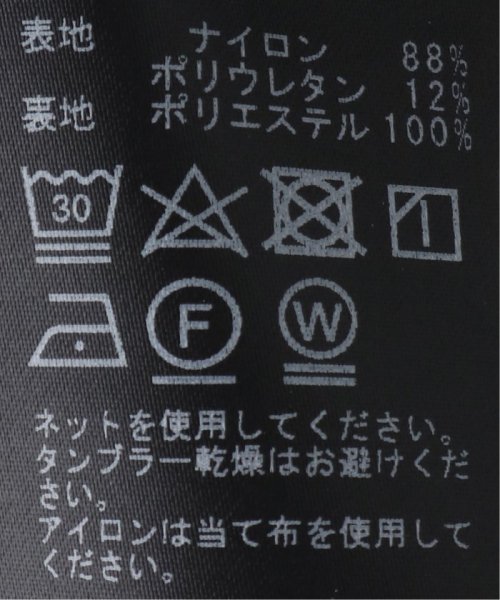 表地 ナイロン 88%
ポリウレタン 12%
裏地 ポリエステル 100%
30
F W
ネットを使用してください。
タンブラー乾燥はお避けくだ
さい。
アイロンは当て布を使用して
ください。